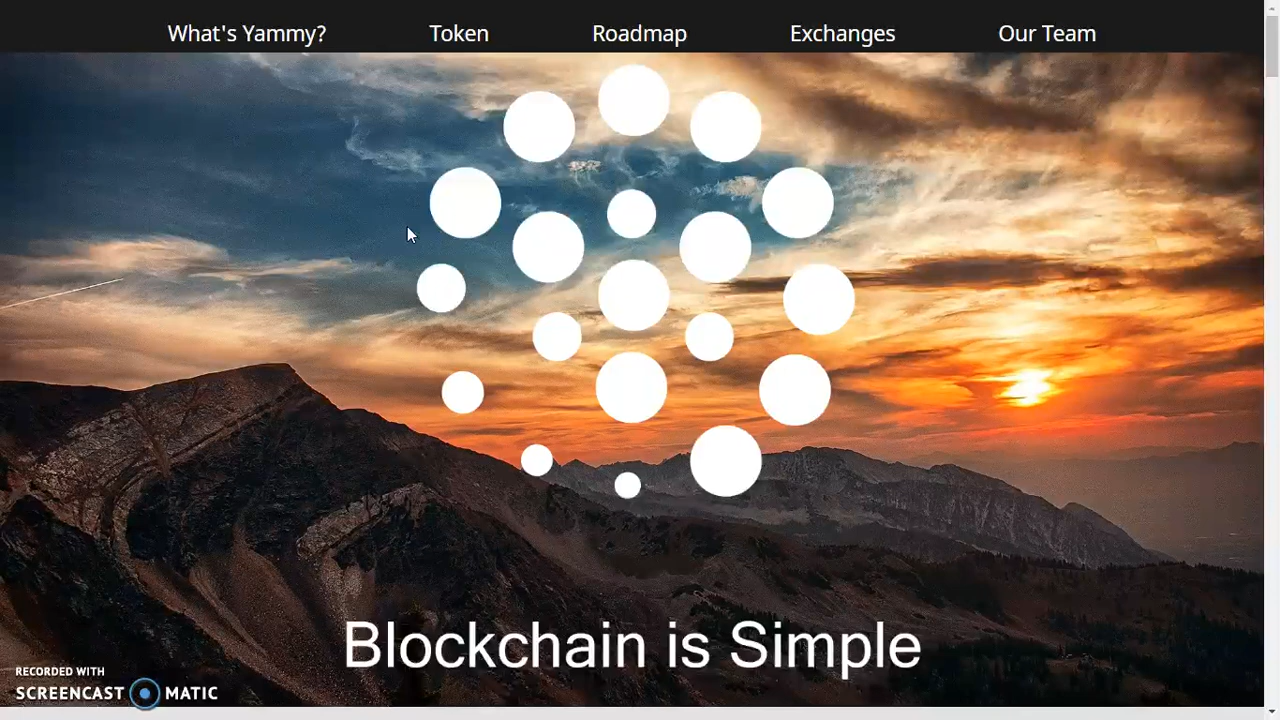 What's Yammy? Token Roadmap Exchanges Our Team
Blockchain is Simple
RECORDED WITH
SCREENCAST MATIC